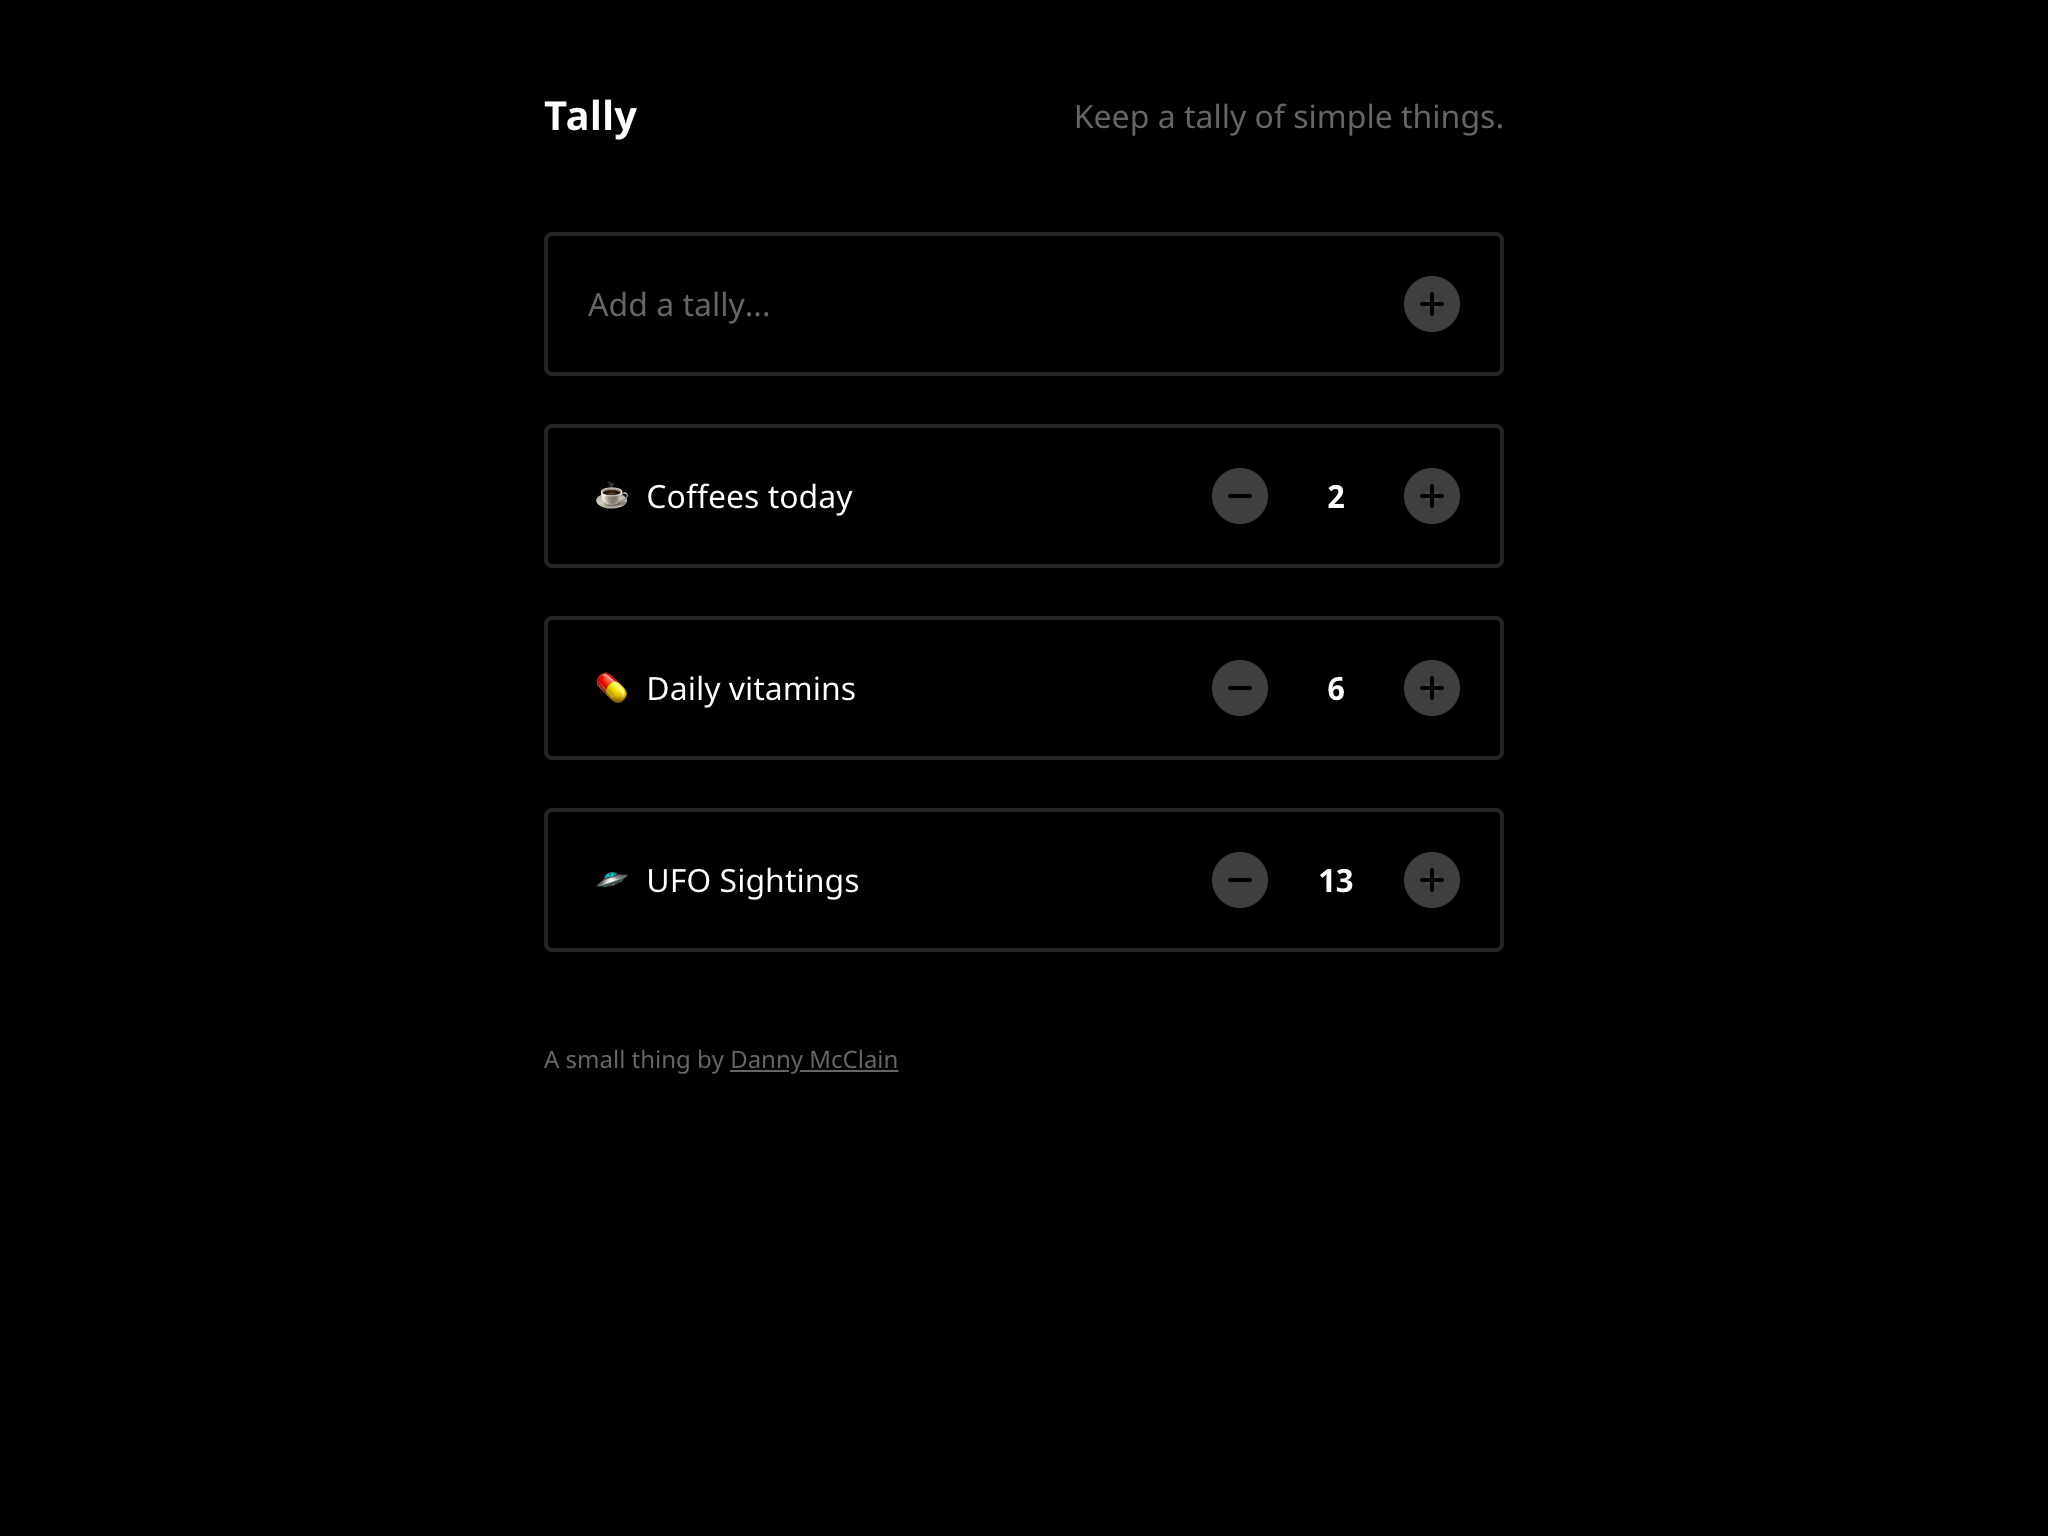 Tally
Keep a tally of simple things.
Add a tally...
☕ Coffees today 2
💊 Daily vitamins 6
🛸 UFO Sightings 13
A small thing by Danny McClain